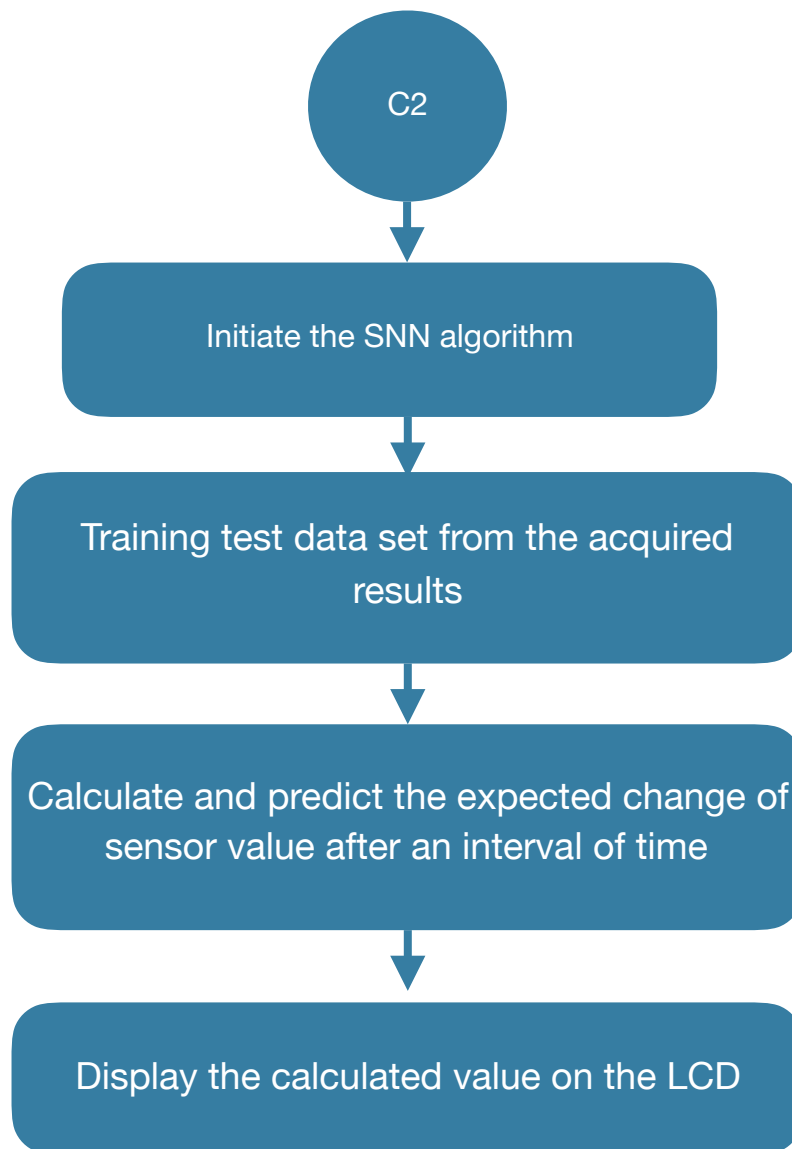 C2
Initiate the SNN algorithm
Training test data set from the acquired
results
Calculate and predict the expected change of
sensor value after an interval of time
Display the calculated value on the LCD